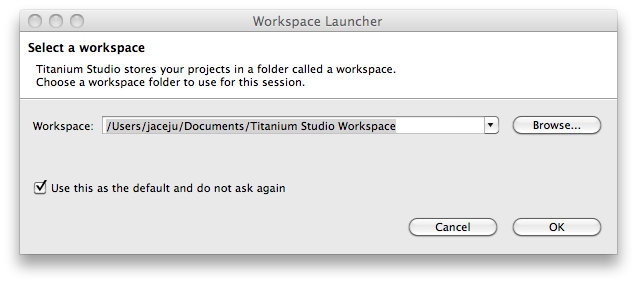 Workspace Launcher
Select a workspace
Titanium Studio stores your projects in a folder called a workspace.
Choose a workspace folder to use for this session.
Workspace: /Users/jaceju/Documents/Titanium Studio Workspace Browse...
Use this as the default and do not ask again
Cancel OK